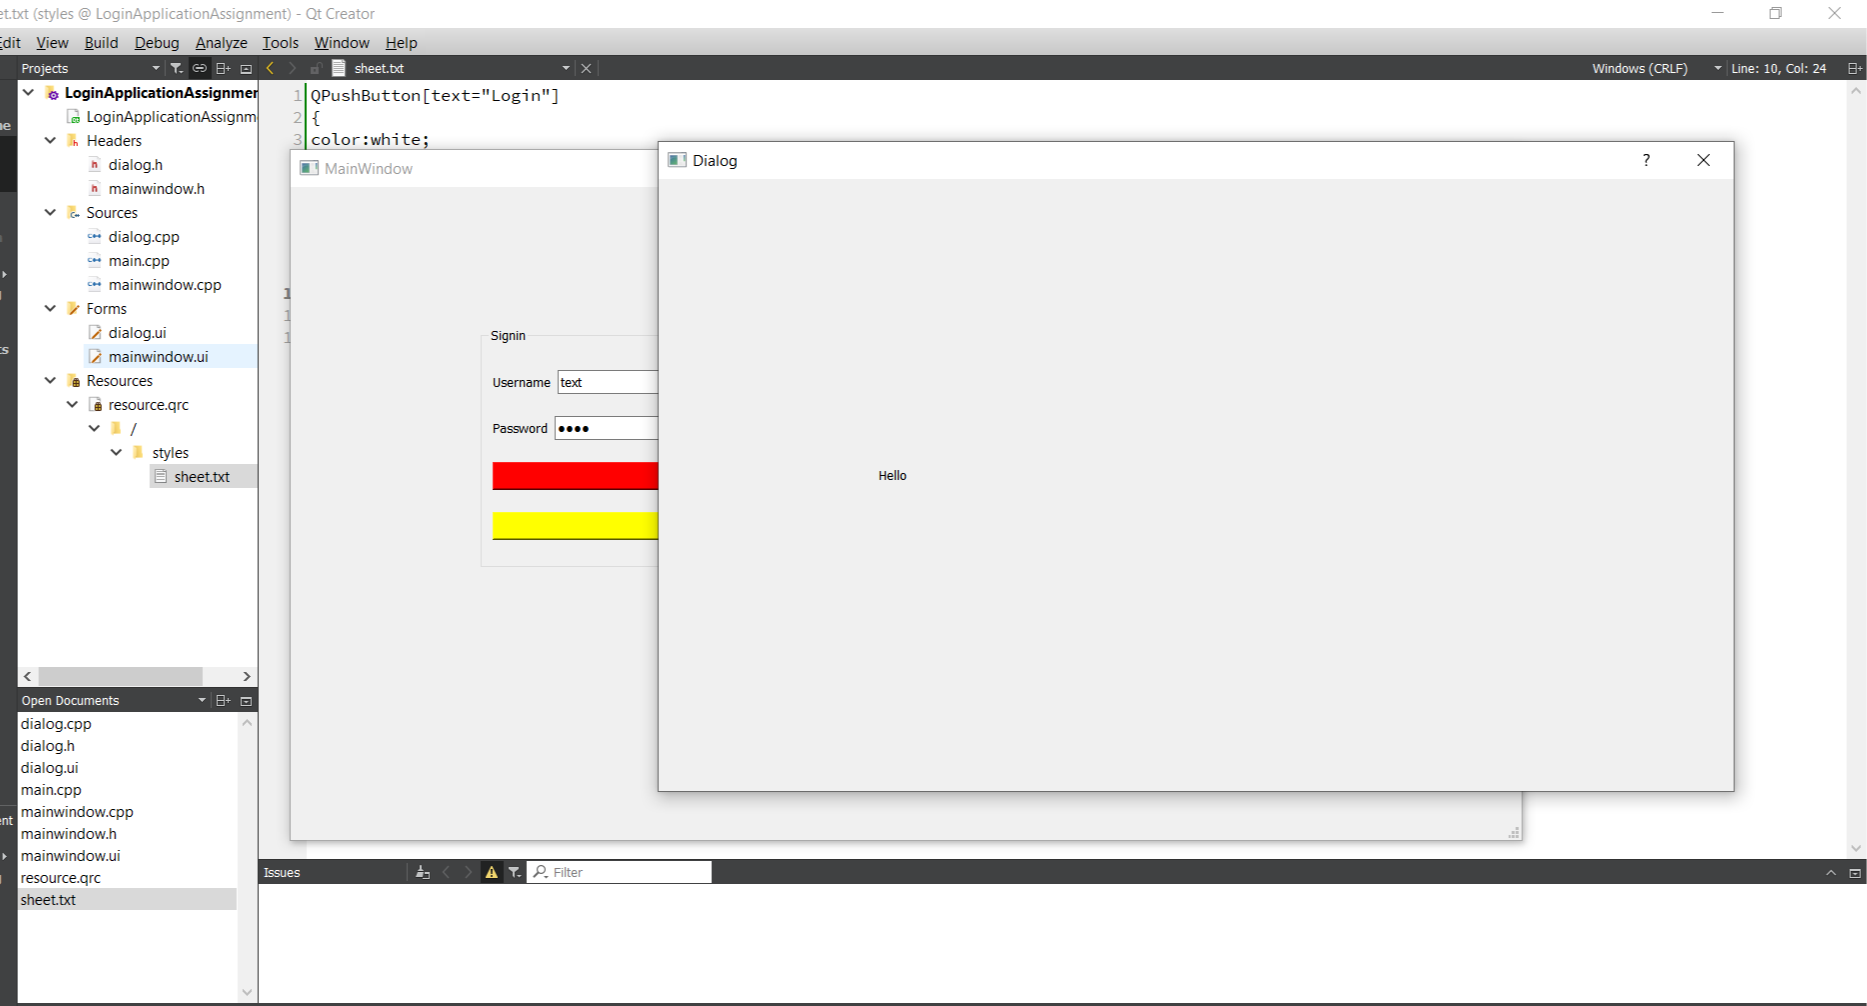 et.txt (styles @ LoginApplicationAssignment) - Qt Creator
Edit View Build Debug Analyze Tools Window Help
Projects
sheet.txt
Windows (CRLF)
Line: 10, Col: 24
LoginApplicationAssignmer
LoginApplicationAssignm
Headers
dialog.h
mainwindow.h
Sources
dialog.cpp
main.cpp
mainwindow.cpp
Forms
dialog.ui
mainwindow.ui
Resources
resource.qrc
/
styles
sheet.txt
1 QPushButton[text="Login"]
2 {
3 color:white;
1
1
1
MainWindow
Signin
Username text
Password ••••
Dialog
?
Hello
Open Documents
dialog.cpp
dialog.h
dialog.ui
main.cpp
mainwindow.cpp
mainwindow.h
mainwindow.ui
resource.qrc
sheet.txt
Issues
Filter